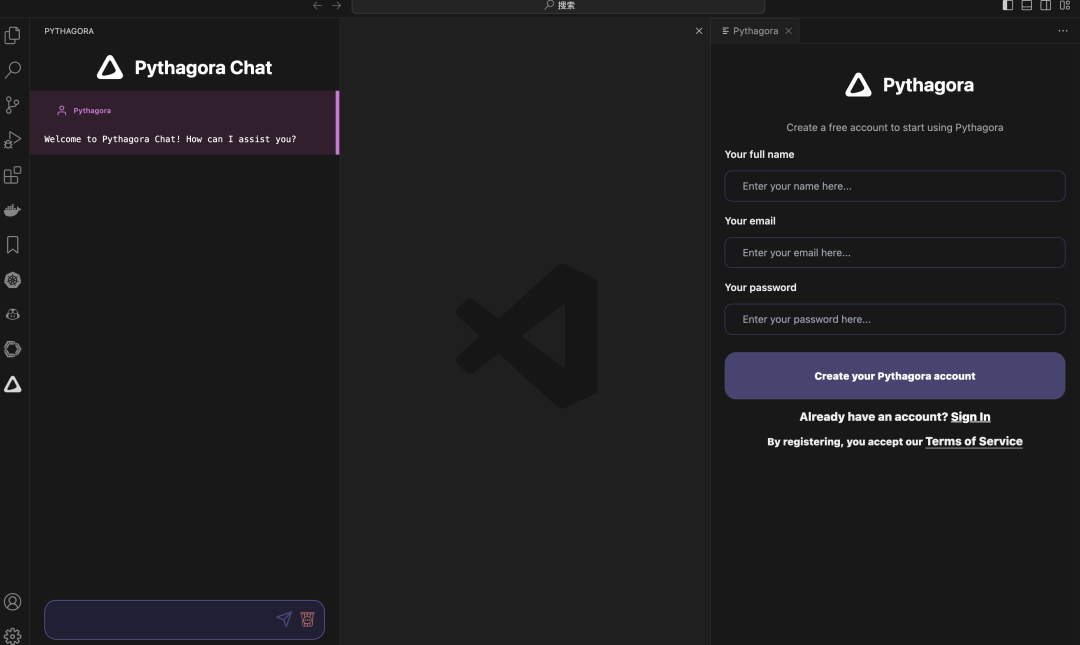 搜索
PYTHAGORA
Pythagora Chat
Pythagora
Welcome to Pythagora Chat! How can I assist you?
Pythagora
Pythagora
Create a free account to start using Pythagora
Your full name
Enter your name here...
Your email
Enter your email here...
Your password
Enter your password here...
Create your Pythagora account
Already have an account? Sign In
By registering, you accept our Terms of Service